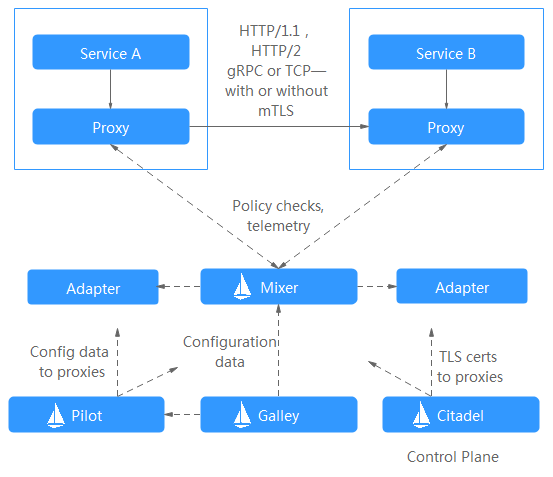 Service A
HTTP/1.1 ,
HTTP/2
gRPC or TCP—
with or without
mTLS
Service B
Proxy
Proxy
Policy checks,
telemetry
Adapter
Mixer
Adapter
Config data
to proxies
Configuration
data
TLS certs
to proxies
Pilot
Galley
Citadel
Control Plane